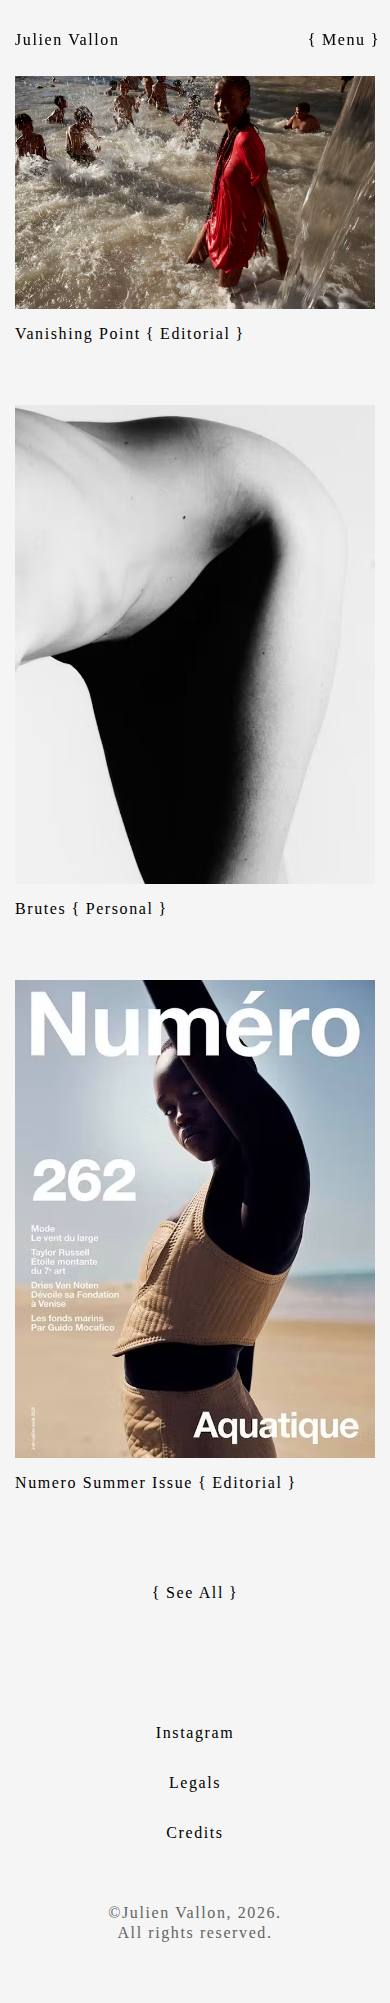 Julien Vallon
{ Menu }
Vanishing Point { Editorial }
Brutes { Personal }
Numéro
262
Mode
Le vent du large
Taylor Russell
Étoile montante
du 7e art
Dries Van Noten
Dévoile sa Fondation
à Venise
Les fonds marins
Par Guido Mocafico
Aquatique
Numero Summer Issue { Editorial }
{ See All }
Instagram
Legals
Credits
©Julien Vallon, 2026.
All rights reserved.